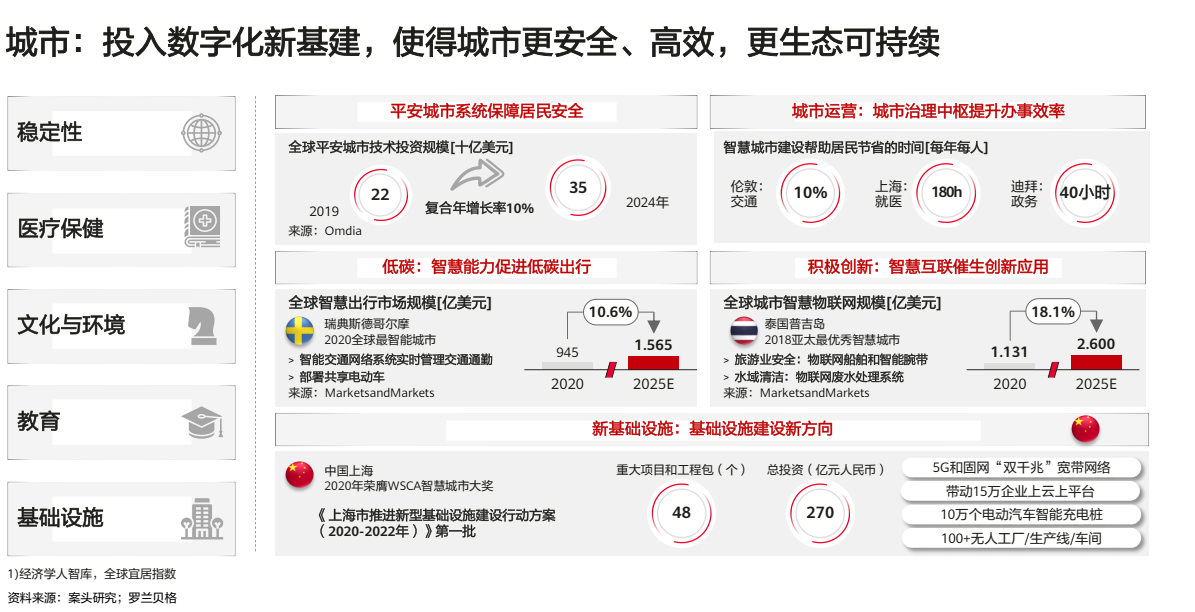 城市：投入数字化新基建，使得城市更安全、高效，更生态可持续
稳定性
医疗保健
文化与环境
教育
基础设施
平安城市系统保障居民安全
全球平安城市技术投资规模[十亿美元]
2019
22
复合年增长率10%
35
2024年
来源：Omdia
城市运营：城市治理中枢提升办事效率
智慧城市建设帮助居民节省的时间[每年每人]
伦敦：
交通
10%
上海：
就医
180h
迪拜：
政务
40小时
低碳：智慧能力促进低碳出行
全球智慧出行市场规模[亿美元]
瑞典斯德哥尔摩
2020全球最智能城市
> 智能交通网络系统实时管理交通通勤
> 部署共享电动车
来源：MarketsandMarkets
10.6%
945
1.565
2020
2025E
积极创新：智慧互联催生创新应用
全球城市智慧物联网规模[亿美元]
泰国普吉岛
2018亚太最优秀智慧城市
> 旅游业安全：物联网船舶和智能腕带
> 水域清洁：物联网废水处理系统
来源：MarketsandMarkets
18.1%
1.131
2.600
2020
2025E
新基础设施：基础设施建设新方向
中国上海
2020年荣膺WSCA智慧城市大奖
《上海市推进新型基础设施建设行动方案
（2020-2022年）》第一批
重大项目和工程包（个）
48
总投资（亿元人民币）
270
5G和固网“双千兆”宽带网络
带动15万企业上云上平台
10万个电动汽车智能充电桩
100+无人工厂/生产线/车间
1)经济学人智库，全球宜居指数
资料来源：案头研究；罗兰贝格